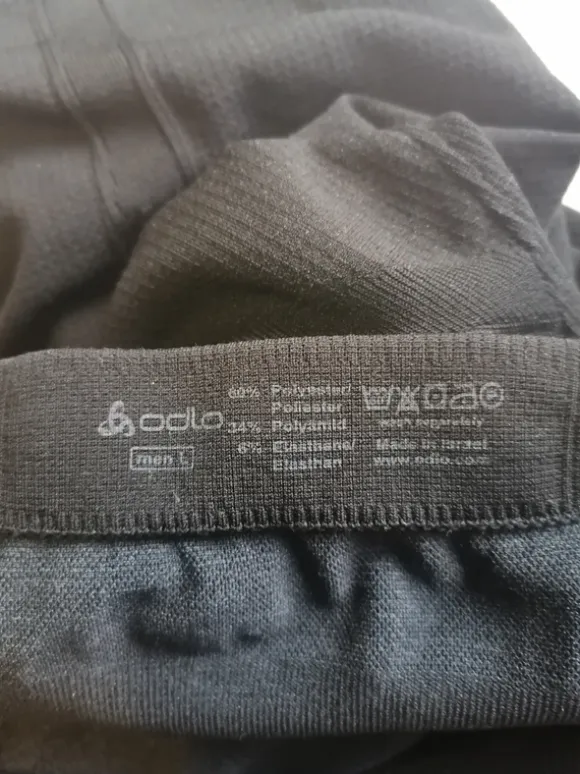 odlo
men L
60% Polyester/
Poliester
34% Polyamid
6% Elasthane/
Elasthan
wash separately
Made in Israel
www.odlo.com